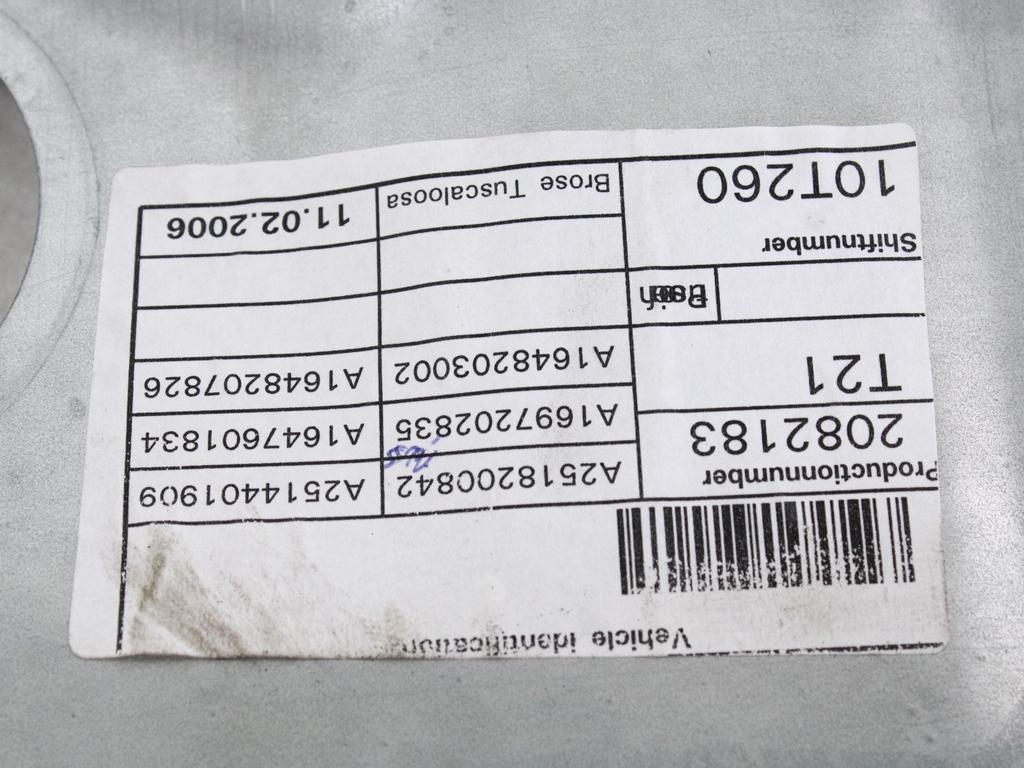 Vehicle identification
Productionnumber
2082183
T21
Shiftnumber
10T260
A2518200842 A2514401909
A1697202835 A1647601834
A1648203002 A1648207826
Brose Tuscaloosa 11.02.2006